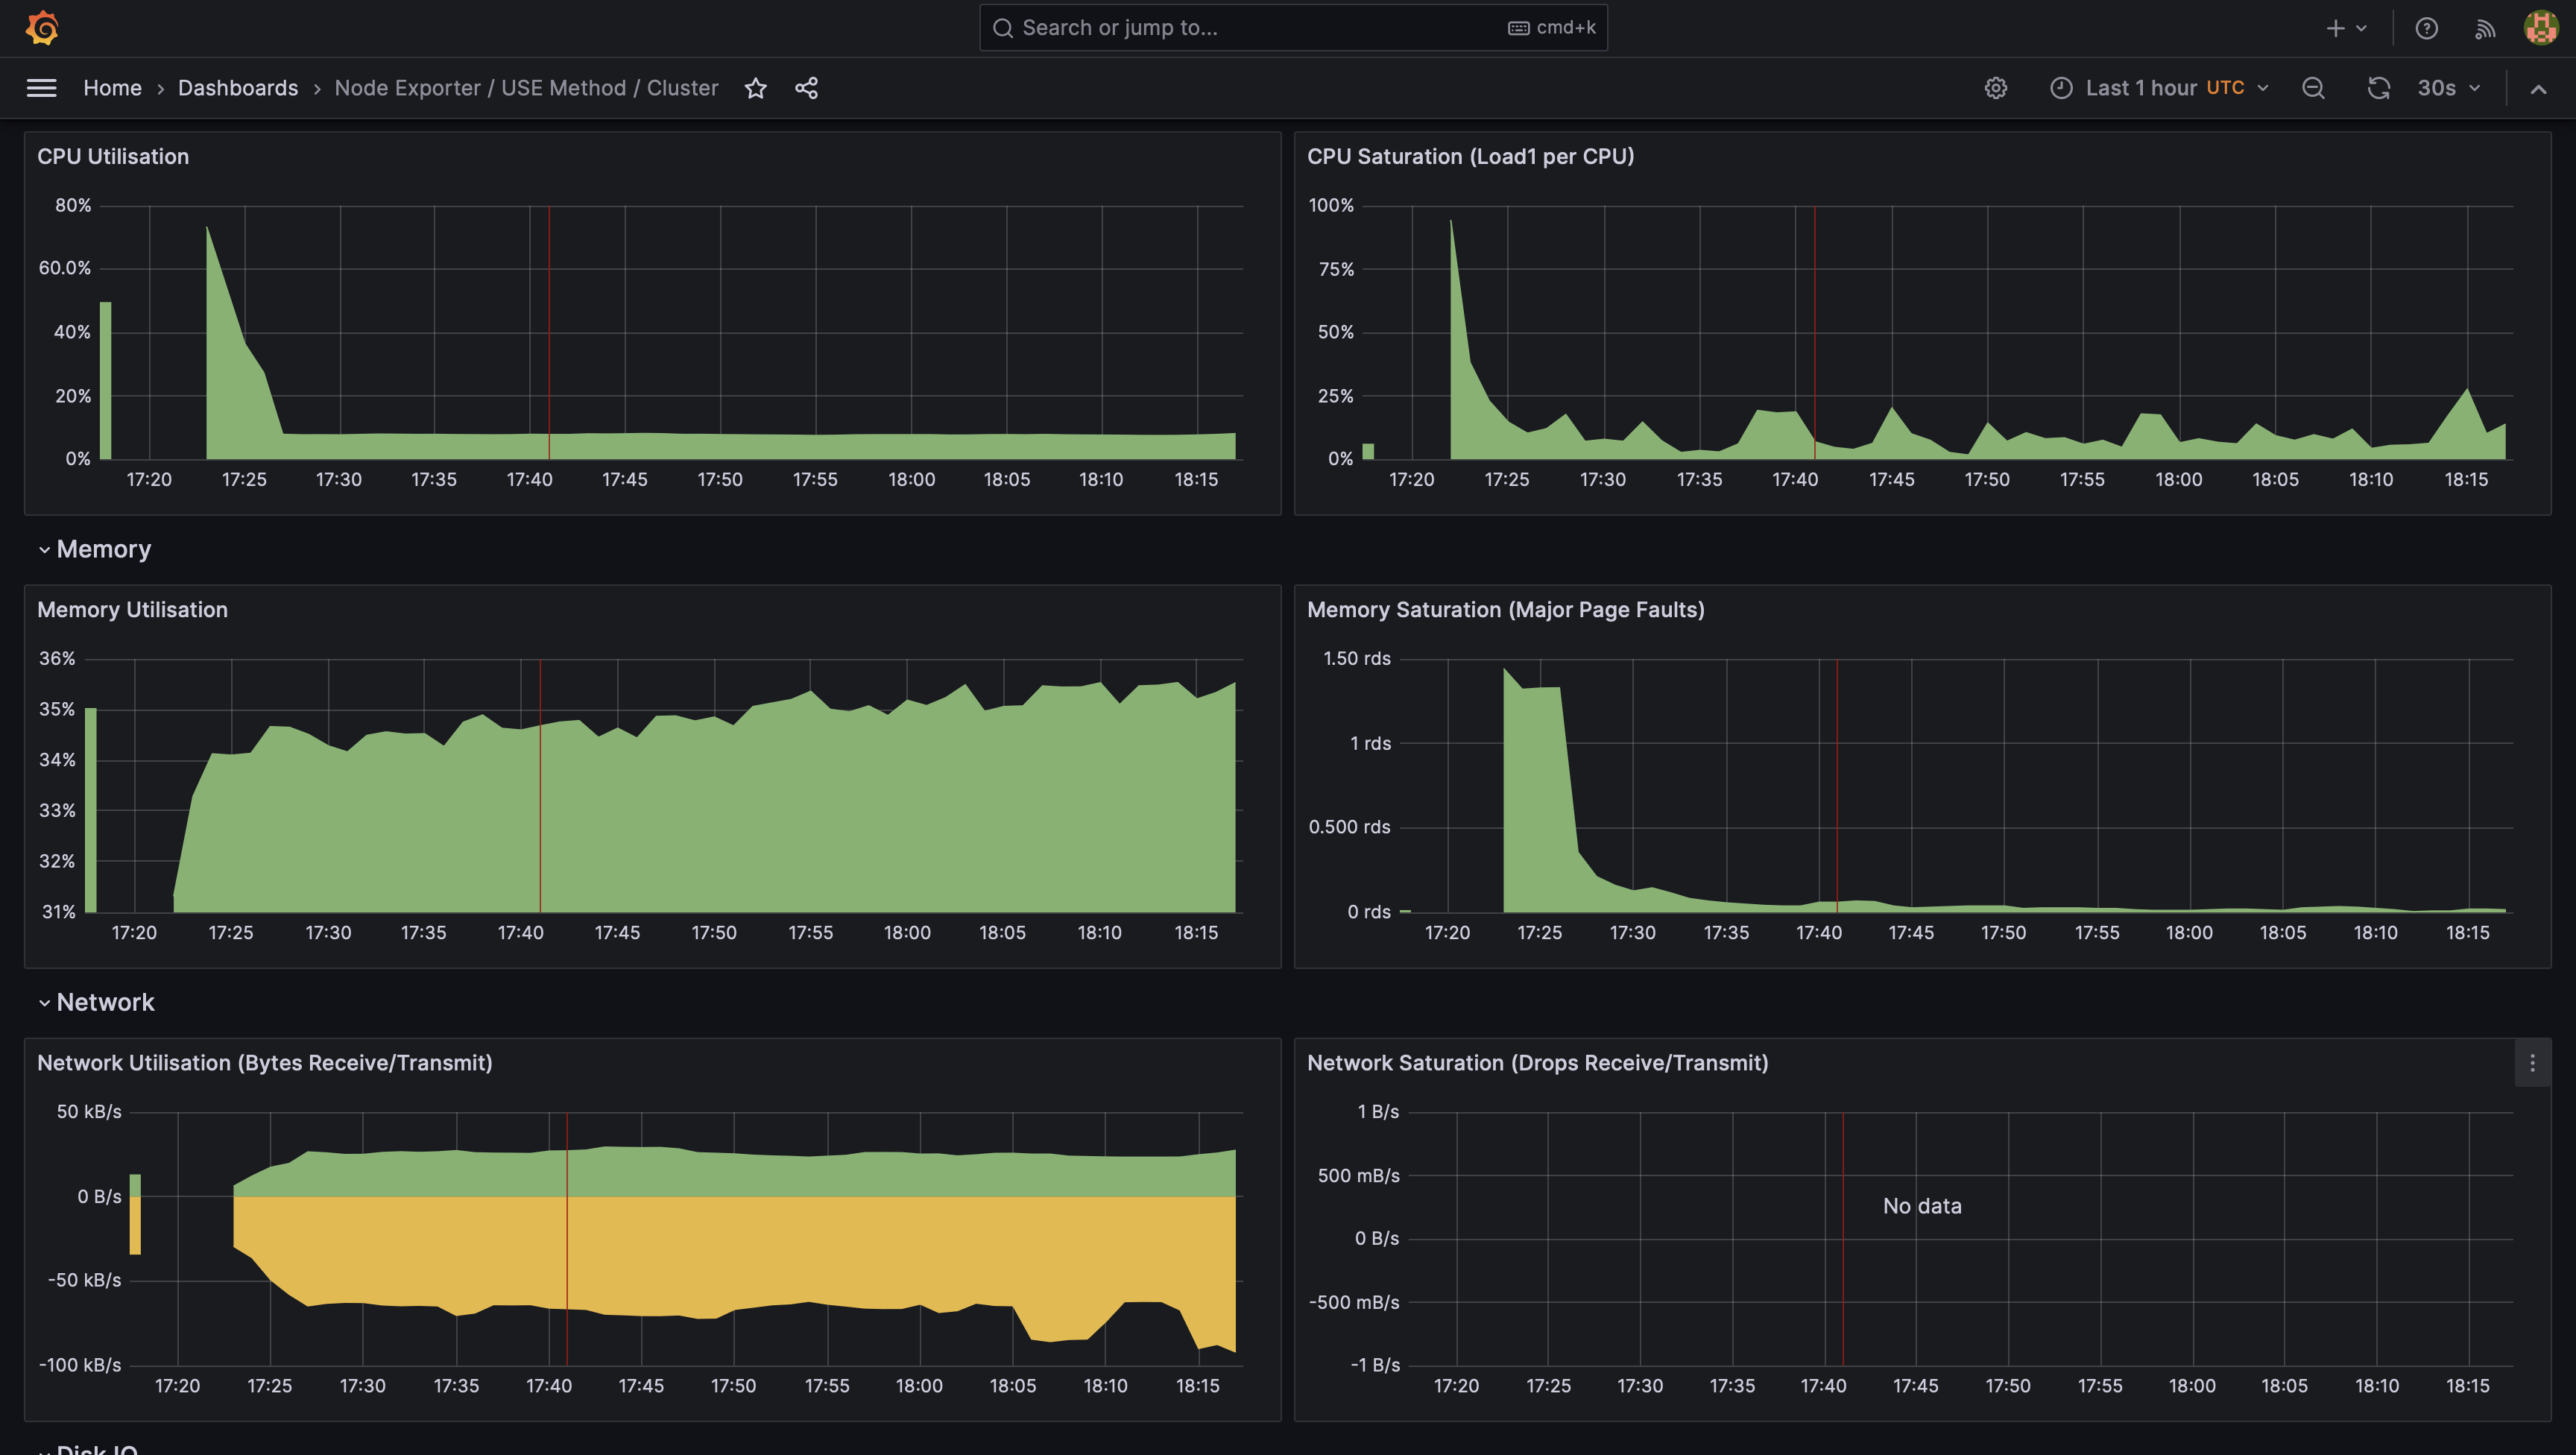 Search or jump to... cmd+k
Home › Dashboards › Node Exporter / USE Method / Cluster Last 1 hour UTC 30s
CPU Utilisation
80%
60.0%
40%
20%
0%
17:20 17:25 17:30 17:35 17:40 17:45 17:50 17:55 18:00 18:05 18:10 18:15
CPU Saturation (Load1 per CPU)
100%
75%
50%
25%
0%
17:20 17:25 17:30 17:35 17:40 17:45 17:50 17:55 18:00 18:05 18:10 18:15
Memory
Memory Utilisation
36%
35%
34%
33%
32%
31%
17:20 17:25 17:30 17:35 17:40 17:45 17:50 17:55 18:00 18:05 18:10 18:15
Memory Saturation (Major Page Faults)
1.50 rds
1 rds
0.500 rds
0 rds
17:20 17:25 17:30 17:35 17:40 17:45 17:50 17:55 18:00 18:05 18:10 18:15
Network
Network Utilisation (Bytes Receive/Transmit)
50 kB/s
0 B/s
-50 kB/s
-100 kB/s
17:20 17:25 17:30 17:35 17:40 17:45 17:50 17:55 18:00 18:05 18:10 18:15
Network Saturation (Drops Receive/Transmit)
1 B/s
500 mB/s
No data
0 B/s
-500 mB/s
-1 B/s
17:20 17:25 17:30 17:35 17:40 17:45 17:50 17:55 18:00 18:05 18:10 18:15
Disk IO